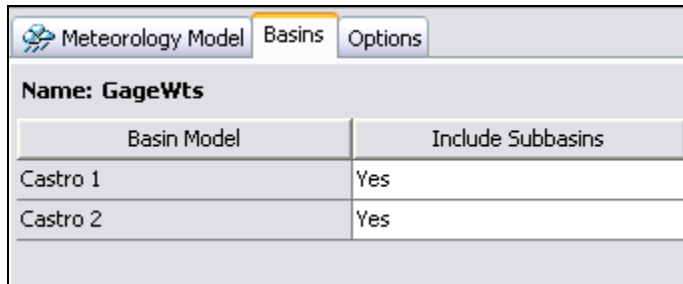 Meteorology Model Basins Options
Name: GageWts
Basin Model Include Subbasins
Castro 1 Yes
Castro 2 Yes